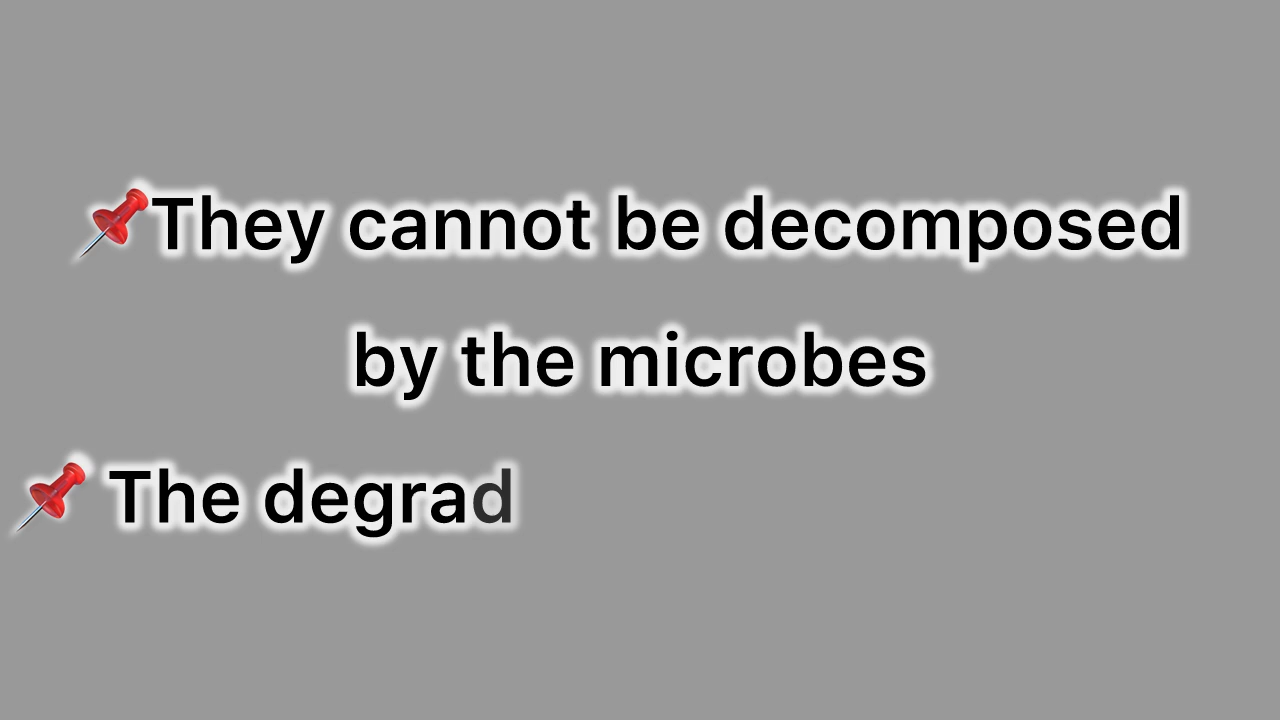 📌They cannot be decomposed
by the microbes
📌 The degrad